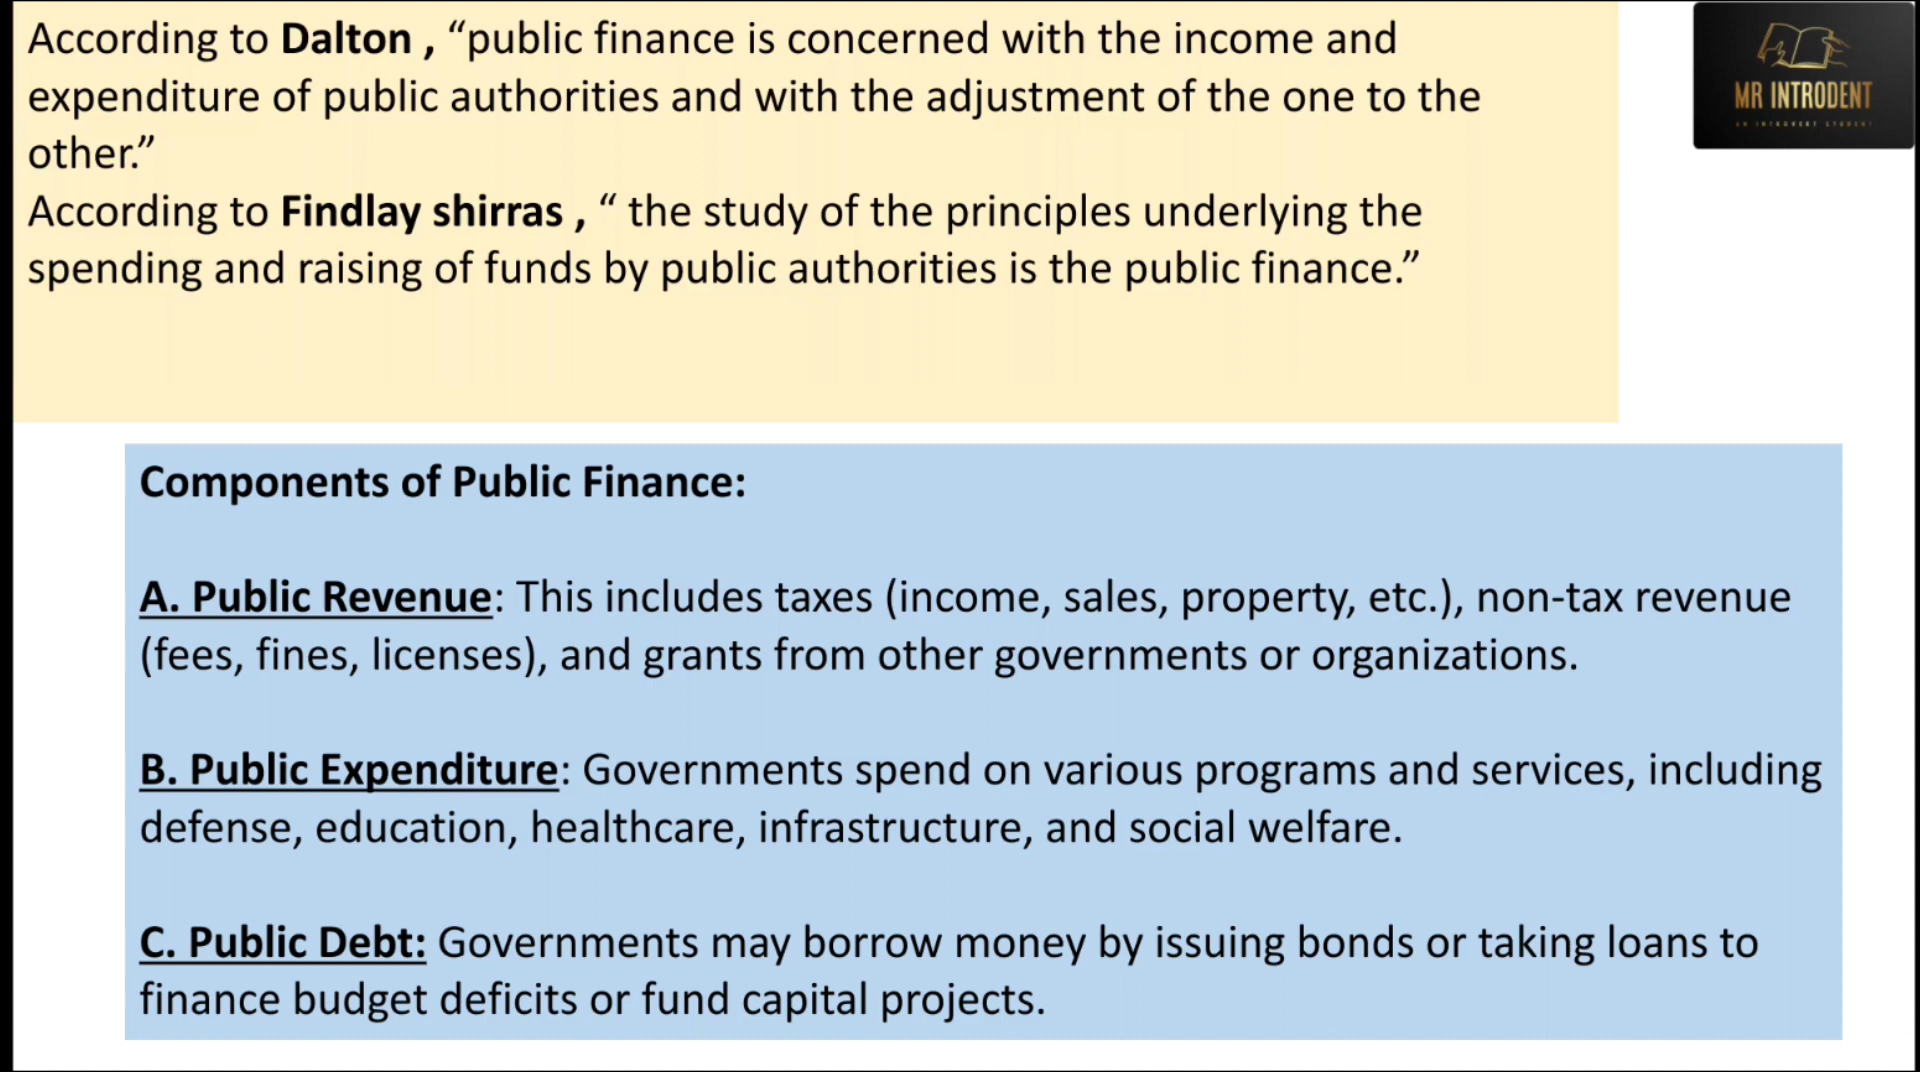 According to Dalton , “public finance is concerned with the income and
expenditure of public authorities and with the adjustment of the one to the
other.”
According to Findlay shirras , “ the study of the principles underlying the
spending and raising of funds by public authorities is the public finance.”
MR INTRODENT
AN INTROVERT STUDENT
Components of Public Finance:
A. Public Revenue: This includes taxes (income, sales, property, etc.), non-tax revenue
(fees, fines, licenses), and grants from other governments or organizations.
B. Public Expenditure: Governments spend on various programs and services, including
defense, education, healthcare, infrastructure, and social welfare.
C. Public Debt: Governments may borrow money by issuing bonds or taking loans to
finance budget deficits or fund capital projects.